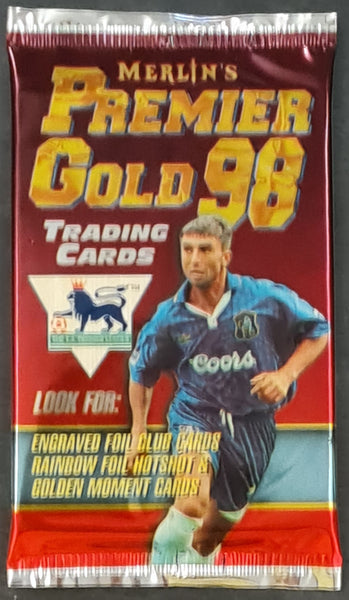 MERLIN'S
PREMIER
GOLD 98
TRADING
CARDS
TM
LOOK FOR:
Coors
ENGRAVED FOIL CLUB CARDS
RAINBOW FOIL HOTSHOT &
GOLDEN MOMENT CARDS